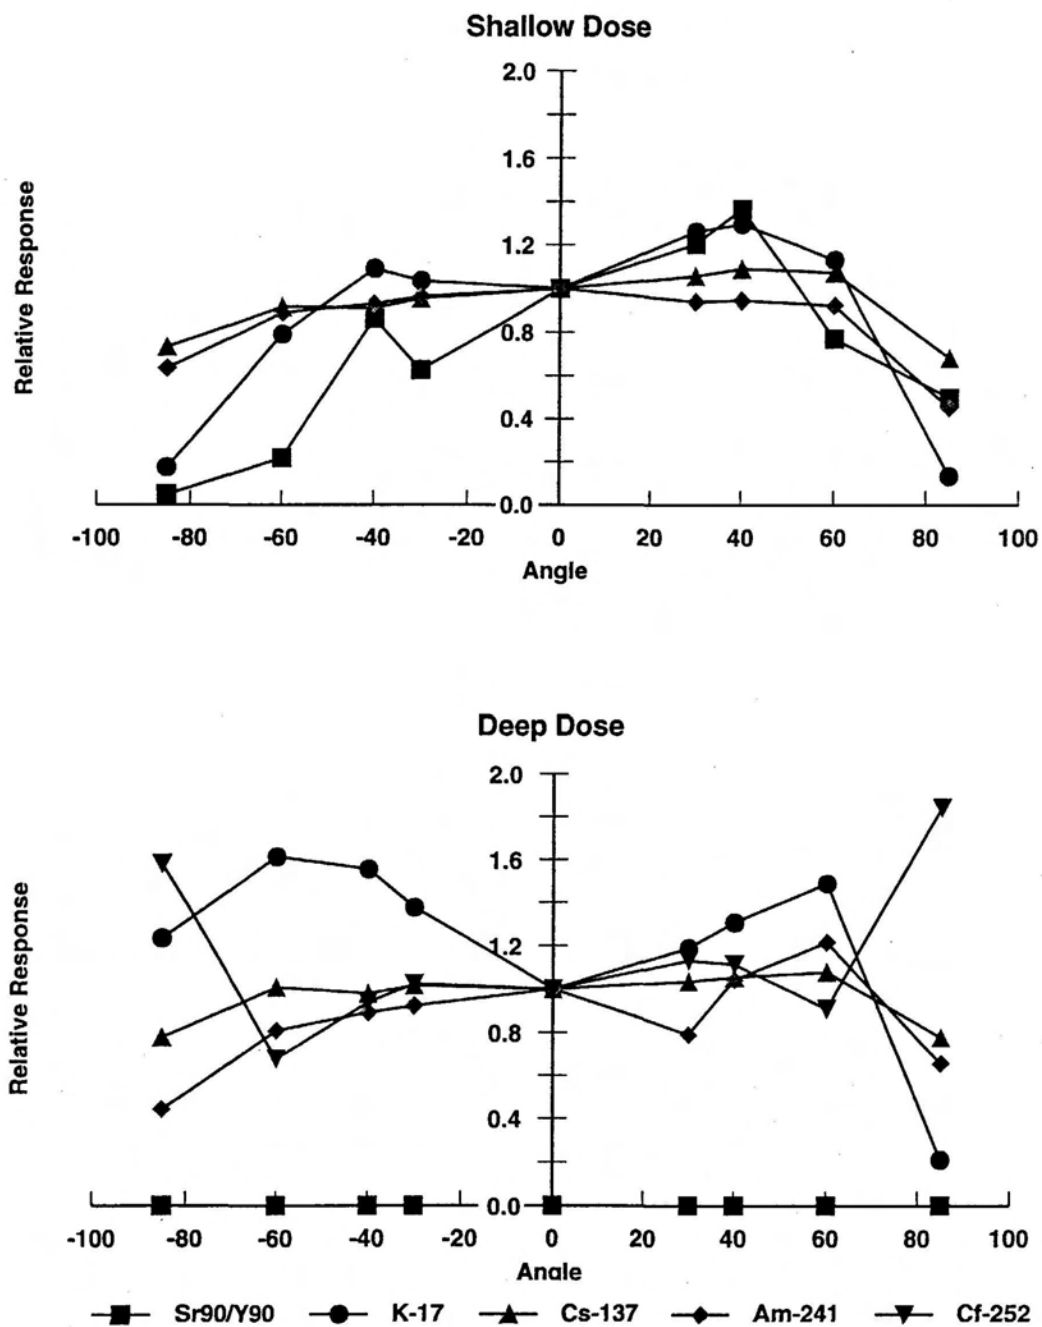 Shallow Dose
2.0
1.6
1.2
0.8
0.4
0.0
Relative Response
-100 -80 -60 -40 -20 0 20 40 60 80 100
Angle
Deep Dose
2.0
1.6
1.2
0.8
0.4
0.0
Relative Response
-100 -80 -60 -40 -20 0 20 40 60 80 100
Angle
Sr90/Y90 K-17 Cs-137 Am-241 Cf-252